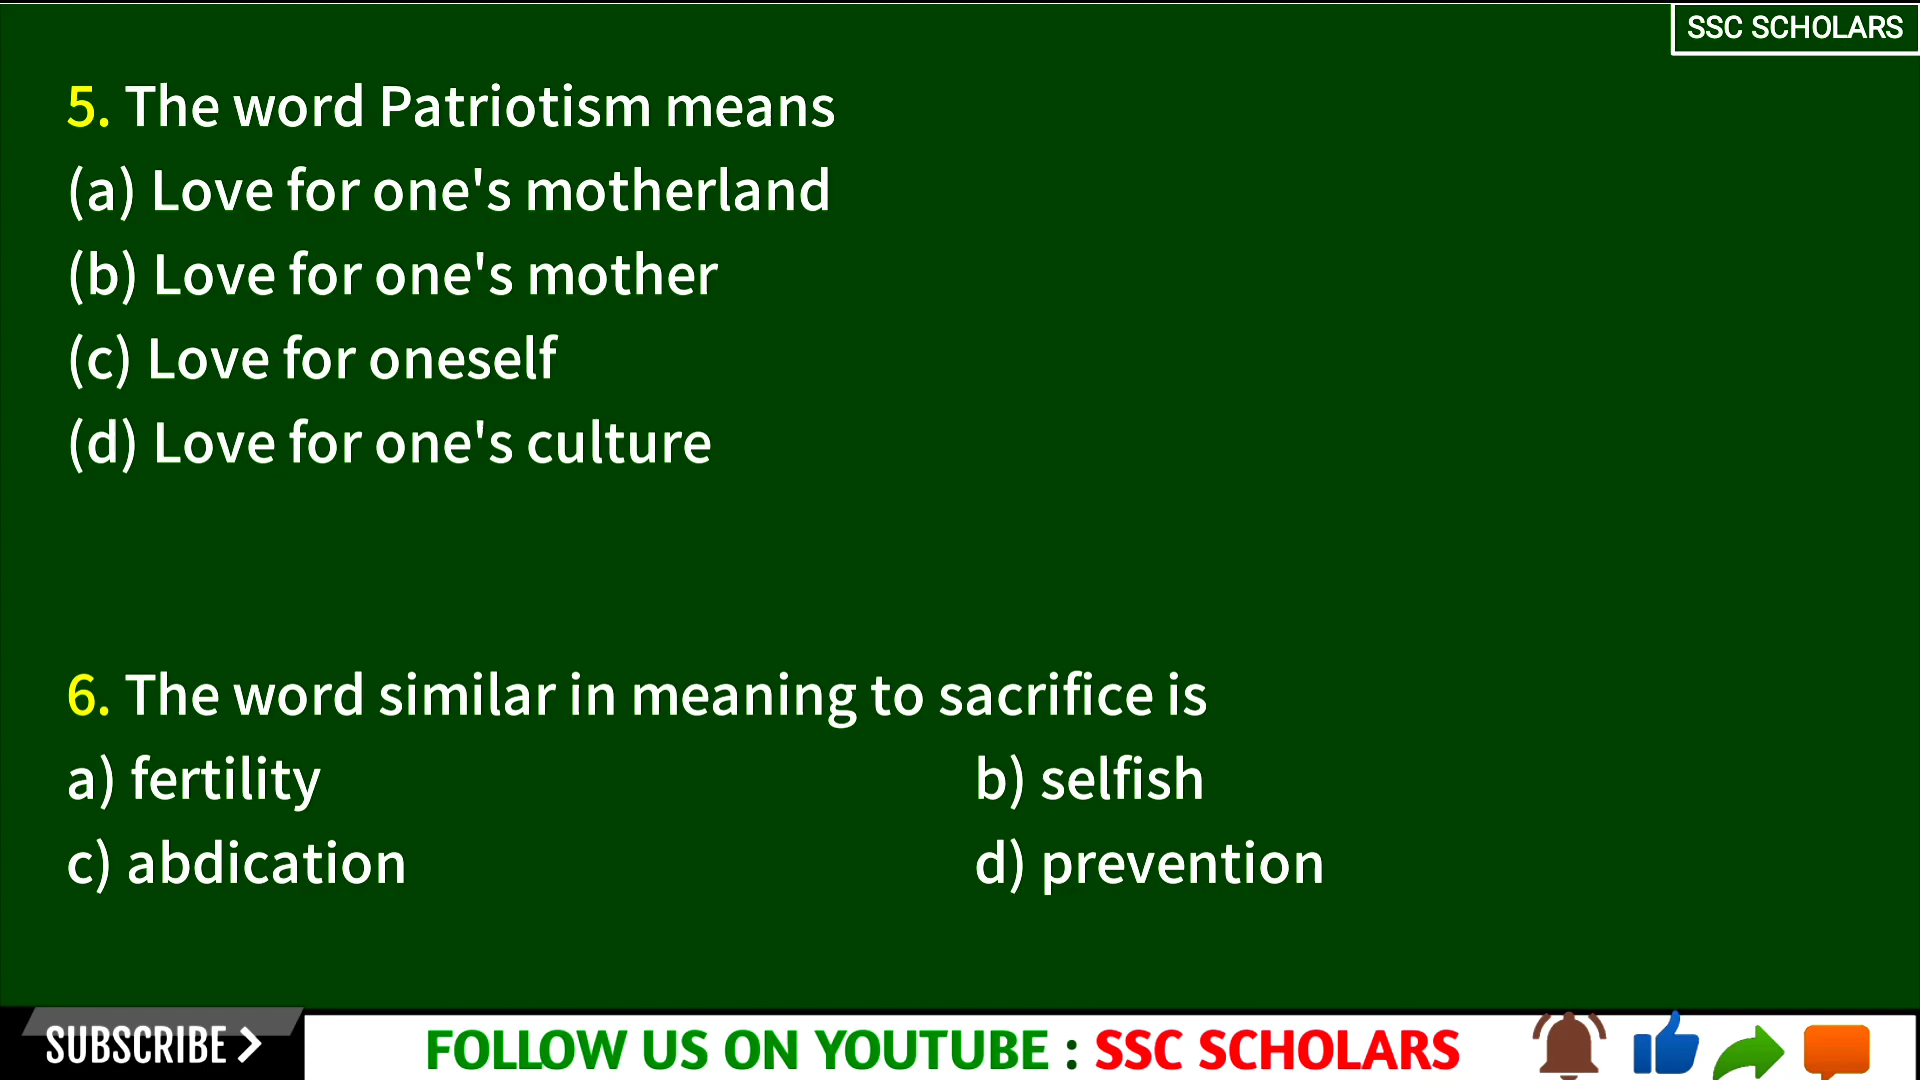 SSC SCHOLARS
5. The word Patriotism means
(a) Love for one's motherland
(b) Love for one's mother
(c) Love for oneself
(d) Love for one's culture
6. The word similar in meaning to sacrifice is
a) fertility b) selfish
c) abdication d) prevention
SUBSCRIBE FOLLOW US ON YOUTUBE : SSC SCHOLARS